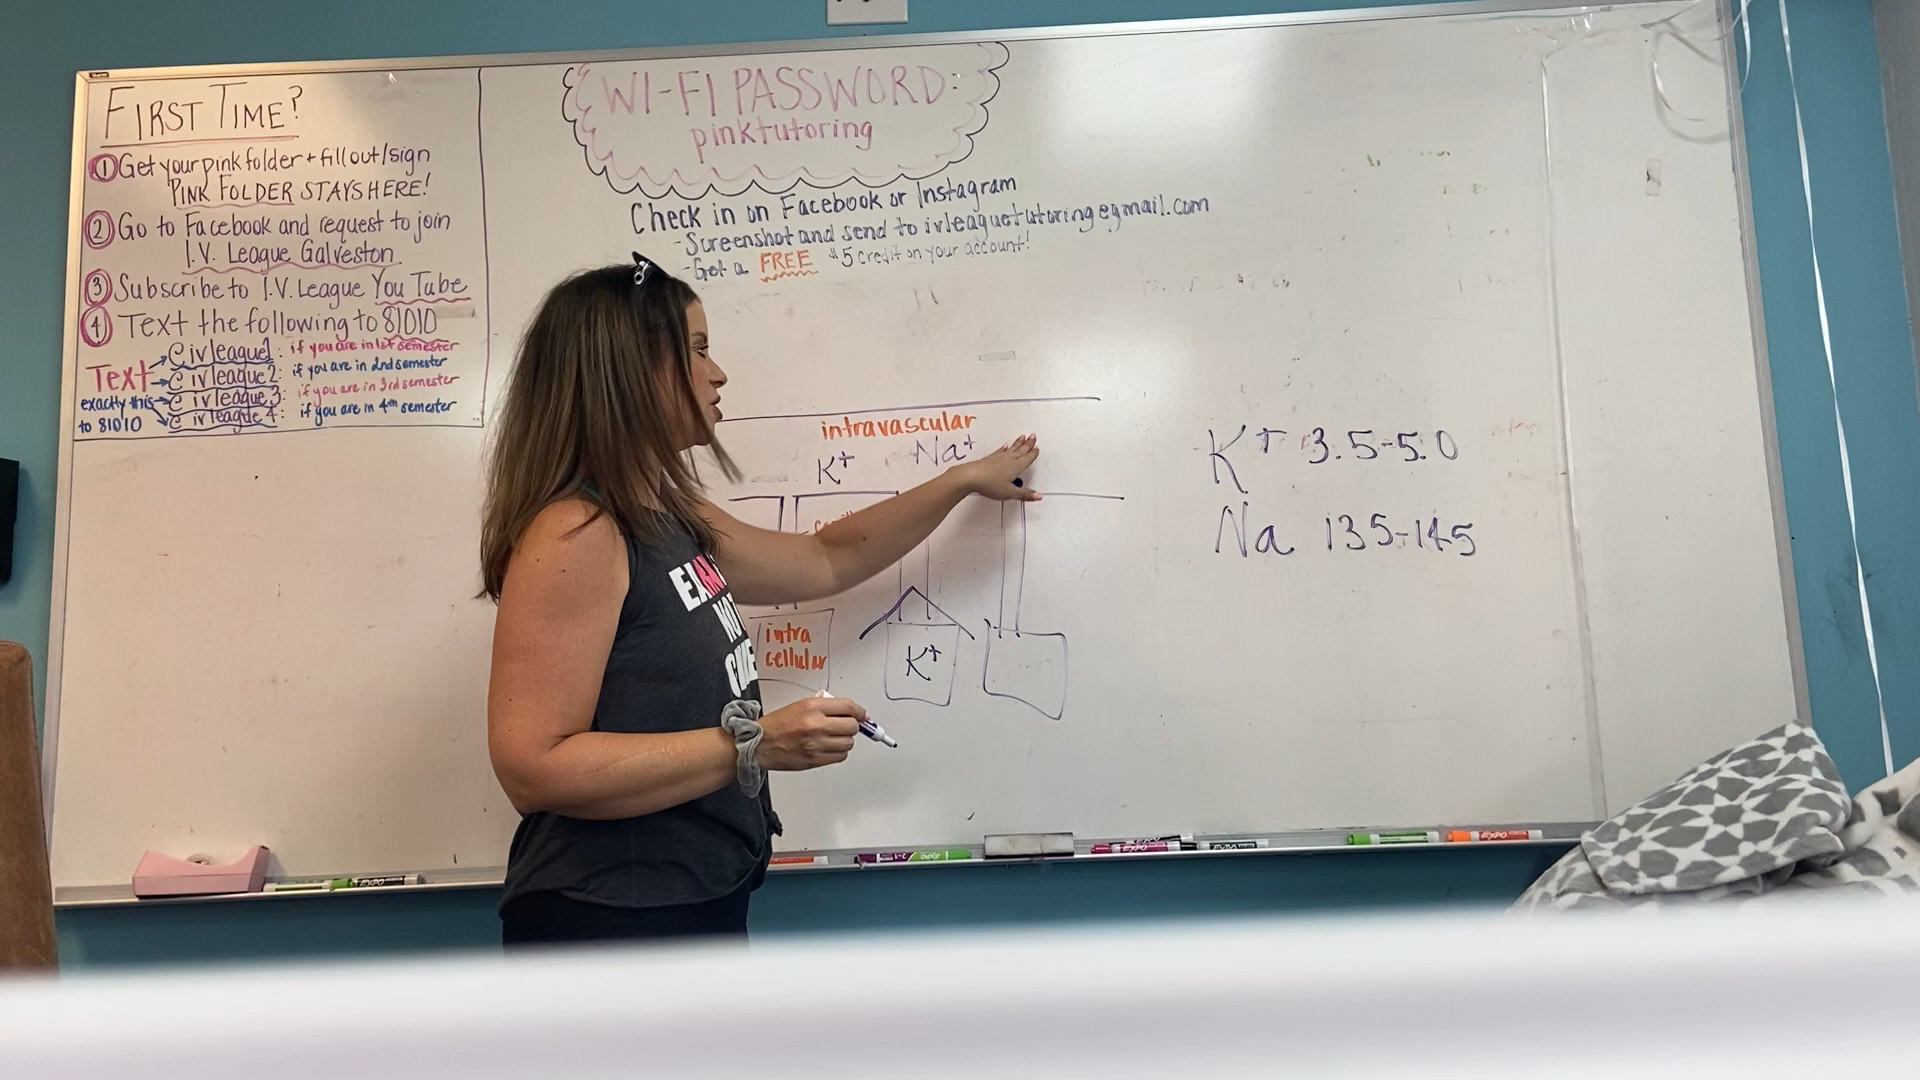 FIRST TIME?
① Get your pink folder + fill out/sign
PINK FOLDER STAYS HERE!
② Go to Facebook and request to join
I.V. League Galveston.
③ Subscribe to I.V. League You Tube
④ Text the following to 81010
Text exactly this to 81010
@ivleague1: if you are in 1st semester
@ivleague2: if you are in 2nd semester
@ivleague3: if you are in 3rd semester
@ivleague4: if you are in 4th semester
WI-FI PASSWORD:
pinktutoring
Check in on Facebook or Instagram
-Screenshot and send to ivleaguetutoring@gmail.com
-Get a FREE $5 credit on your account!
intravascular
K+ Na+
intra
cellular
K+
K+ 3.5-5.0
Na 135-145
EXPO
EXPO
EXPO
EXPO